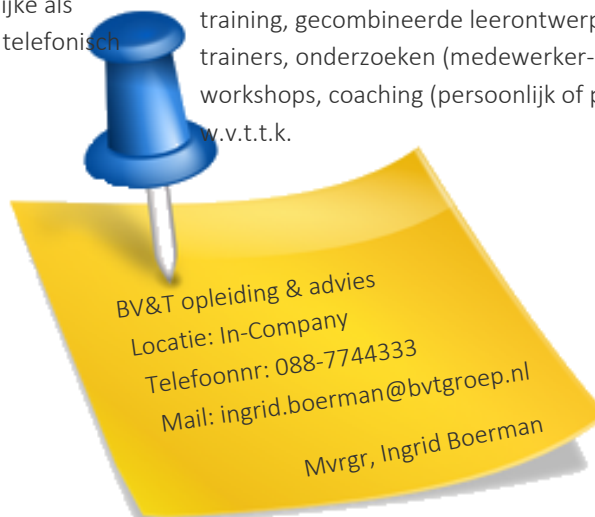 ijke als
telefonisch
training, gecombineerde leerontwerp
trainers, onderzoeken (medewerker-
workshops, coaching (persoonlijk of p
w.v.t.t.k.
BV&T opleiding & advies
Locatie: In-Company
Telefoonnr: 088-7744333
Mail: ingrid.boerman@bvtgroep.nl
Mvrgr, Ingrid Boerman